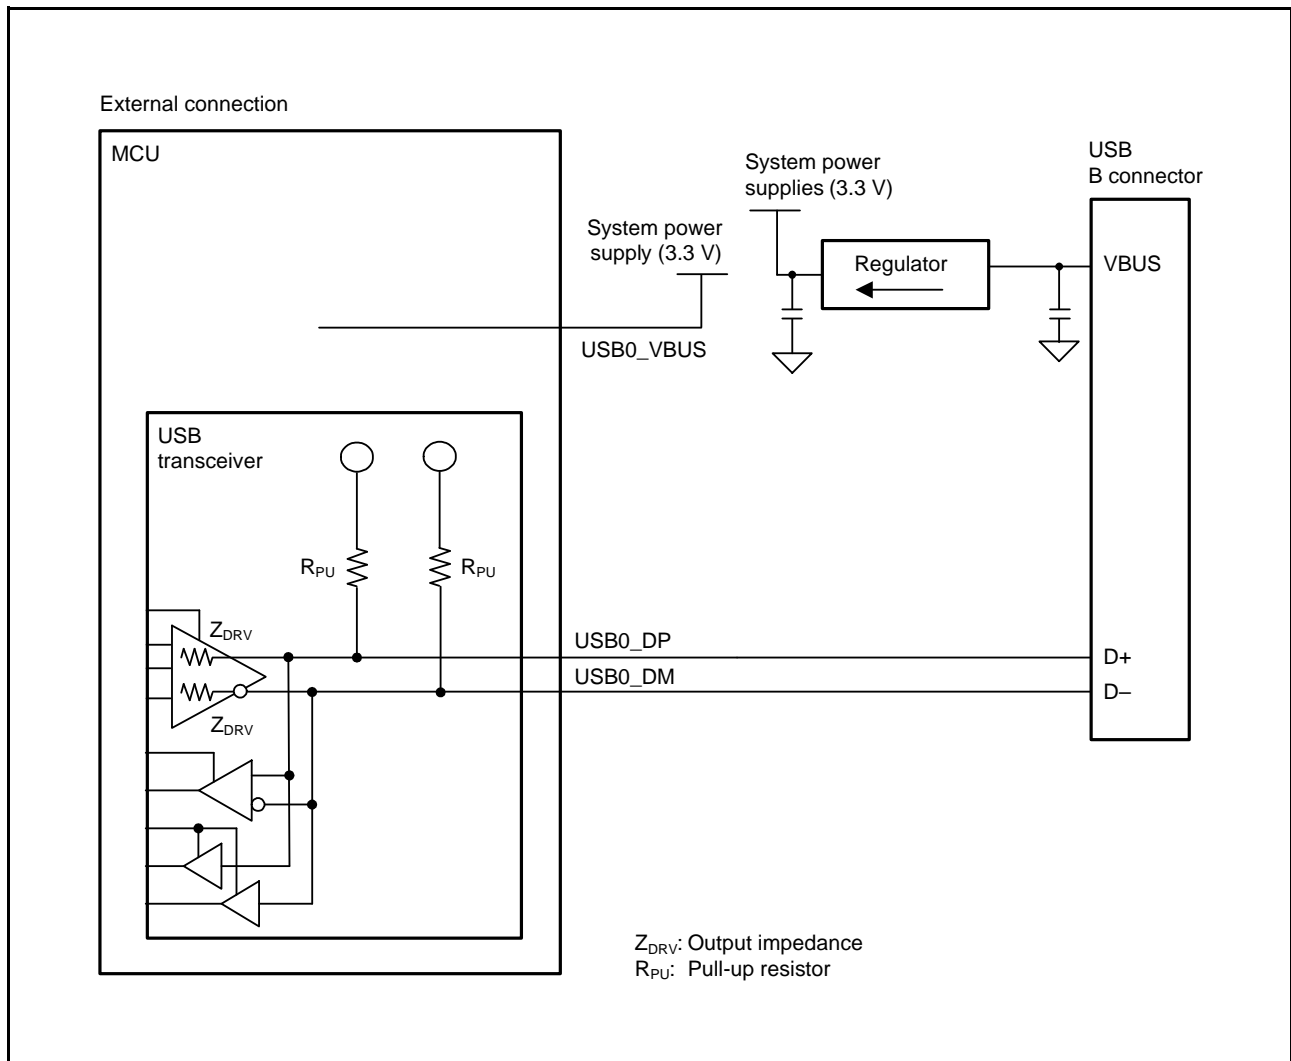 External connection
MCU
System power
supplies (3.3 V)
USB
B connector
System power
supply (3.3 V)
Regulator
VBUS
USB0_VBUS
USB
transceiver
RPU
RPU
ZDRV
USB0_DP
D+
USB0_DM
D–
ZDRV
ZDRV: Output impedance
RPU: Pull-up resistor